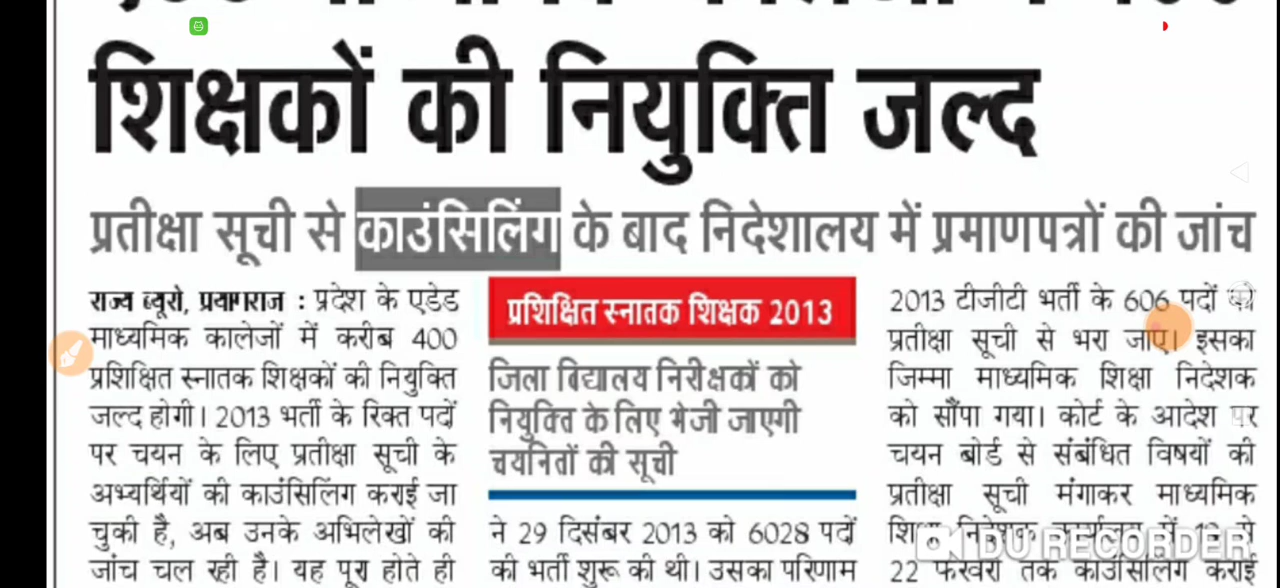 शिक्षकों की नियुक्ति जल्द
प्रतीक्षा सूची से काउंसिलिंग के बाद निदेशालय में प्रमाणपत्रों की जांच
राज्य ब्यूरो, प्रयागराज : प्रदेश के एडेड
माध्यमिक कालेजों में करीब 400
प्रशिक्षित स्नातक शिक्षकों की नियुक्ति
जल्द होगी। 2013 भर्ती के रिक्त पदों
पर चयन के लिए प्रतीक्षा सूची के
अभ्यर्थियों की काउंसिलिंग कराई जा
चुकी है, अब उनके अभिलेखों की
जांच चल रही है। यह पूरा होते ही
प्रशिक्षित स्नातक शिक्षक 2013
जिला विद्यालय निरीक्षकों को
नियुक्ति के लिए भेजी जाएगी
चयनितों की सूची
ने 29 दिसंबर 2013 को 6028 पदों
की भर्ती शुरू की थी। उसका परिणाम
2013 टीजीटी भर्ती के 606 पदों को
प्रतीक्षा सूची से भरा जाए। इसका
जिम्मा माध्यमिक शिक्षा निदेशक
को सौंपा गया। कोर्ट के आदेश पर
चयन बोर्ड से संबंधित विषयों की
प्रतीक्षा सूची मंगाकर माध्यमिक
शिक्षा निदेशक कार्यालय में से
22 फरवरी तक काउंसिलिंग कराई
DU RECORDER